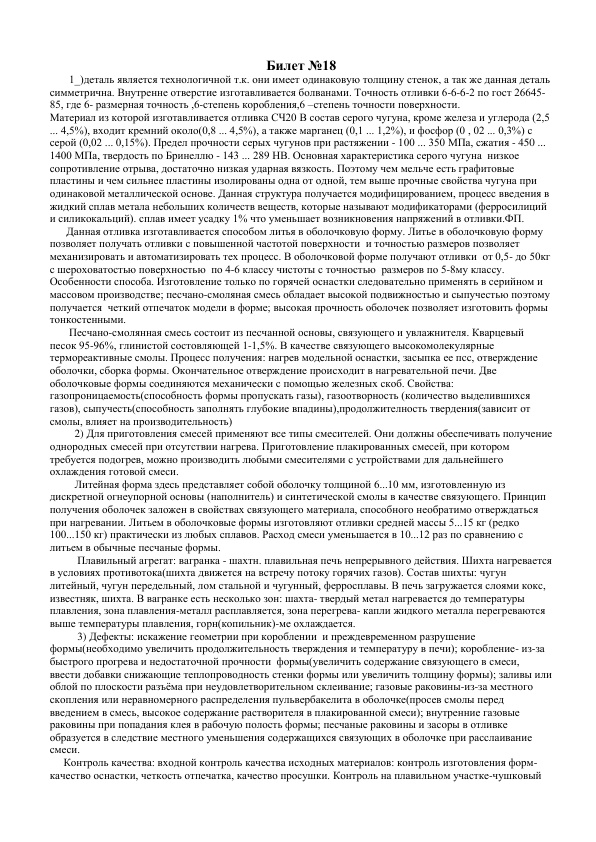 Билет №18
1_)деталь является технологичной т.к. они имеет одинаковую толщину стенок, а так же данная деталь
симметрична. Внутренне отверстие изготавливается болванами. Точность отливки 6-6-6-2 по гост 26645-
85, где 6- размерная точность ,6-степень коробления,6 –степень точности поверхности.
Материал из которой изготавливается отливка СЧ20 В состав серого чугуна, кроме железа и углерода (2,5
... 4,5%), входит кремний около(0,8 ... 4,5%), а также марганец (0,1 ... 1,2%), и фосфор (0 , 02 ... 0,3%) с
серой (0,02 ... 0,15%). Предел прочности серых чугунов при растяжении - 100 ... 350 МПа, сжатия - 450 ...
1400 МПа, твердость по Бринеллю - 143 ... 289 НВ. Основная характеристика серого чугуна  низкое
сопротивление отрыва, достаточно низкая ударная вязкость. Поэтому чем мельче есть графитовые
пластины и чем сильнее пластины изолированы одна от одной, тем выше прочные свойства чугуна при
одинаковой металлической основе. Данная структура получается модифицированием, процесс введения в
жидкий сплав метала небольших количеств веществ, которые называют модификаторами (ферросилиций
и силикокальций). сплав имеет усадку 1% что уменьшает возникновения напряжений в отливки.ФП.
Данная отливка изготавливается способом литья в оболочковую форму. Литье в оболочковую форму
позволяет получать отливки с повышенной частотой поверхности  и точностью размеров позволяет
механизировать и автоматизировать тех процесс. В оболочковой форме получают отливки  от 0,5- до 50кг
с шероховатостью поверхностью  по 4-6 классу чистоты с точностью  размеров по 5-8му классу.
Особенности способа. Изготовление только по горячей оснастки следовательно применять в серийном и
массовом производстве; песчано-смоляная смесь обладает высокой подвижностью и сыпучестью поэтому
получается  четкий отпечаток модели в форме; высокая прочность оболочек позволяет изготовить формы
тонкостенными.
Песчано-смолянная смесь состоит из песчанной основы, связующего и увлажнителя. Кварцевый
песок 95-96%, глинистой состовляющей 1-1,5%. В качестве связующего высокомолекулярные
термореактивные смолы. Процесс получения: нагрев модельной оснастки, засыпка ее псс, отверждение
оболочки, сборка формы. Окончательное отверждение происходит в нагревательной печи. Две
оболочковые формы соединяются механически с помощью железных скоб. Свойства:
газопроницаемость(способность формы пропускать газы), газоотворность (количество выделившихся
газов), сыпучесть(способность заполнять глубокие впадины),продолжителность твердения(зависит от
смолы, влияет на производительность)
2) Для приготовления смесей применяют все типы смесителей. Они должны обеспечивать получение
однородных смесей при отсутствии нагрева. Приготовление плакированных смесей, при котором
требуется подогрев, можно производить любыми смесителями с устройствами для дальнейшего
охлаждения готовой смеси.
Литейная форма здесь представляет собой оболочку толщиной 6...10 мм, изготовленную из
дискретной огнеупорной основы (наполнитель) и синтетической смолы в качестве связующего. Принцип
получения оболочек заложен в свойствах связующего материала, способного необратимо отверждаться
при нагревании. Литьем в оболочковые формы изготовляют отливки средней массы 5...15 кг (редко
100...150 кг) практически из любых сплавов. Расход смеси уменьшается в 10...12 раз по сравнению с
литьем в обычные песчаные формы.
Плавильный агрегат: вагранка - шахтн. плавильная печь непрерывного действия. Шихта нагревается
в условиях противотока(шихта движется на встречу потоку горячих газов). Состав шихты: чугун
литейный, чугун передельный, лом стальной и чугунный, ферросплавы. В печь загружается слоями кокс,
известняк, шихта. В вагранке есть несколько зон: шахта- твердый метал нагревается до температуры
плавления, зона плавления-металл расплавляется, зона перегрева- капли жидкого металла перегреваются
выше температуры плавления, горн(копильник)-ме охлаждается.
3) Дефекты: искажение геометрии при короблении  и преждевременном разрушение
формы(необходимо увеличить продолжительность тверждения и температуру в печи); коробление- из-за
быстрого прогрева и недостаточной прочности  формы(увеличить содержание связующего в смеси,
ввести добавки снижающие теплопроводность стенки формы или увеличить толщину формы); заливы или
облой по плоскости разъёма при неудовлетворительном склеивание; газовые раковины-из-за местного
скопления или неравномерного распределения пульвербакелита в оболочке(просев смолы перед
введением в смесь, высокое содержание растворителя в плакированной смеси); внутренние газовые
раковины при попадания клея в рабочую полость формы; песчаные раковины и засоры в отливке
образуется в следствие местного уменьшения содержащихся связующих в оболочке при расслаивание
смеси.
Контроль качества: входной контроль качества исходных материалов: контроль изготовления форм-
качество оснастки, четкость отпечатка, качество просушки. Контроль на плавильном участке-чушковый